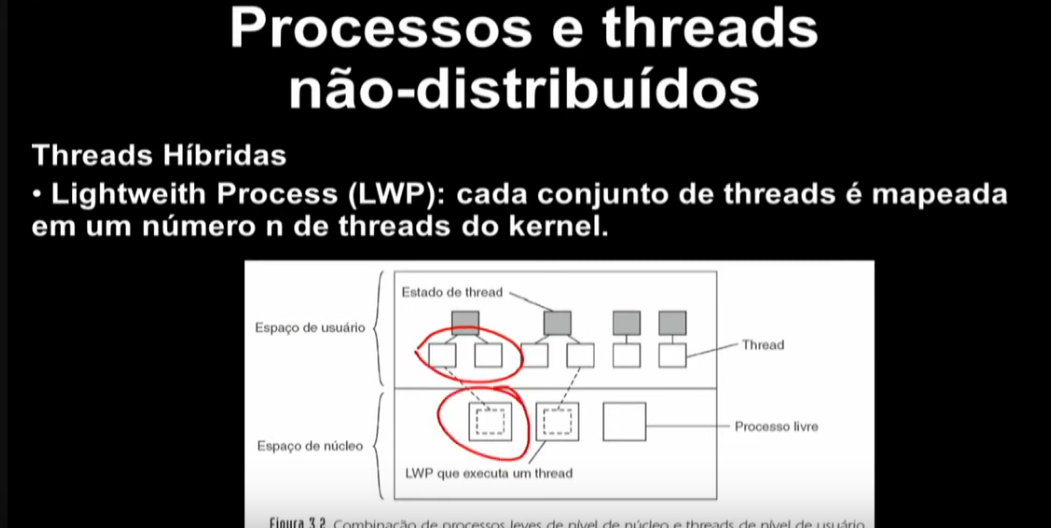 Processos e threads
não-distribuídos
Threads Híbridas
• Lightweith Process (LWP): cada conjunto de threads é mapeada
em um número n de threads do kernel.
Estado de thread
Espaço de usuário
Thread
Processo livre
Espaço de núcleo
LWP que executa um thread
Figura 3.2 Combinação de processos leves de nível de núcleo e threads de nível de usuário